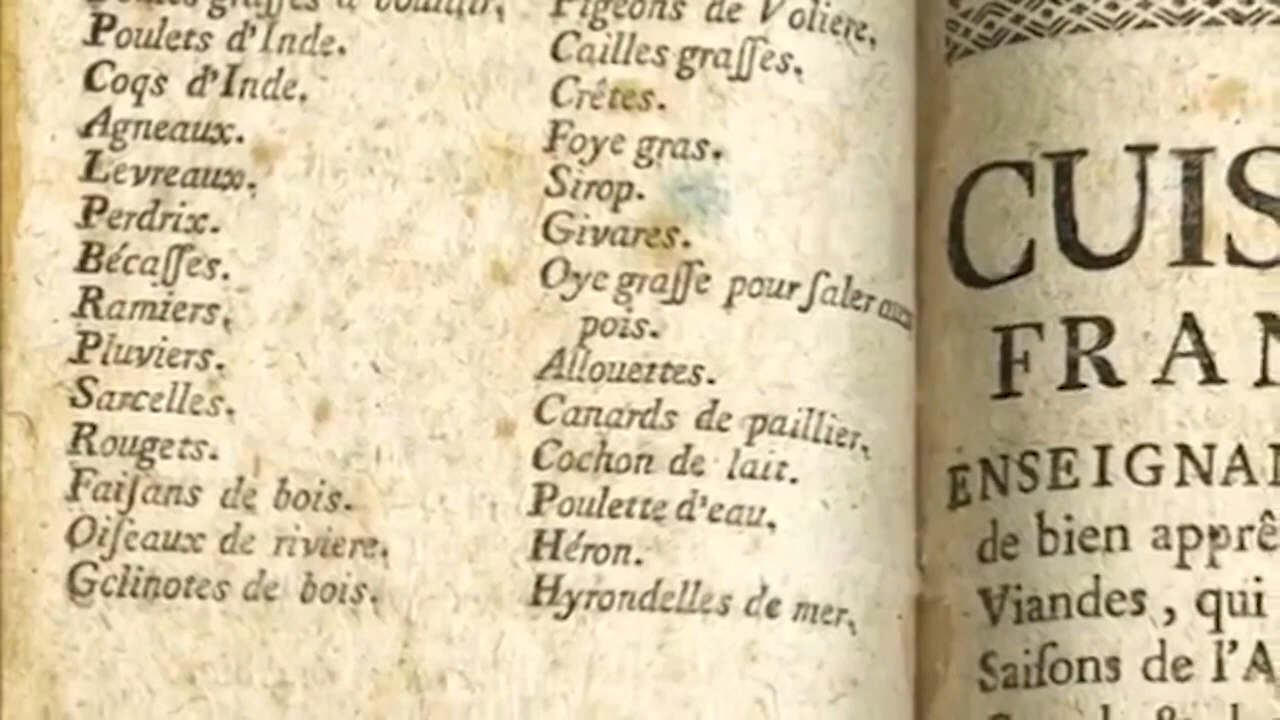 Poulets d'Inde.
Coqs d'Inde.
Agneaux.
Levreaux.
Perdrix.
Bécaſſes.
Ramiers.
Pluviers.
Sarcelles.
Rougets.
Faiſans de bois.
Oiſeaux de riviere.
Gelinotes de bois.
Pigeons de Voliere.
Cailles graſſes.
Crêtes.
Foye gras.
Sirop.
Givares.
Oye graſſe pour ſaler aux
pois.
Allouettes.
Canards de paillier.
Cochon de lait.
Poulette d'eau.
Héron.
Hyrondelles de mer.
CUIS
FRAN
ENSEIGNAN
de bien apprê
Viandes, qui
Saiſons de l'A